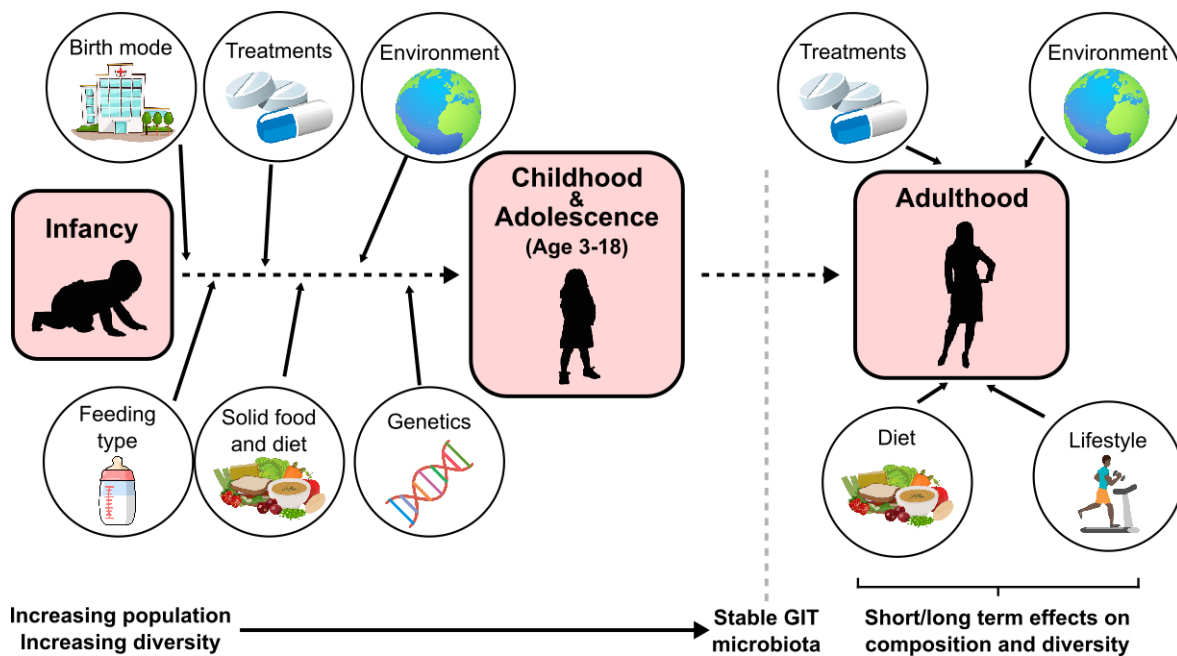 Birth mode
Treatments
Environment
Treatments
Environment
Infancy
Childhood
&
Adolescence
(Age 3-18)
Adulthood
Feeding
type
Solid food
and diet
Genetics
Diet
Lifestyle
Increasing population
Increasing diversity
Stable GIT
microbiota
Short/long term effects on
composition and diversity